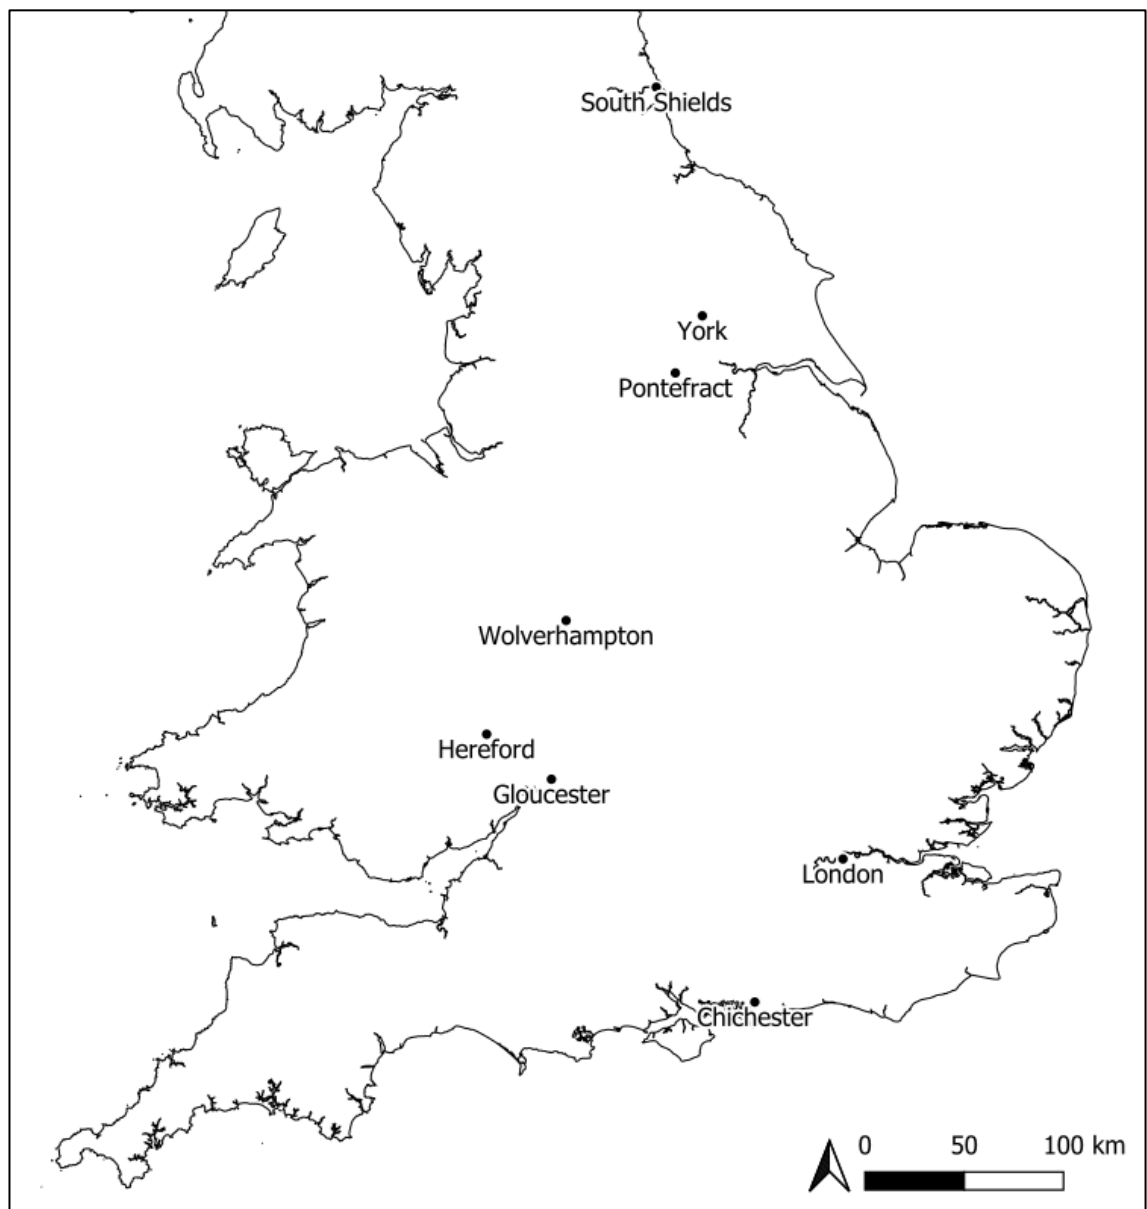 South Shields
York
Pontefract
Wolverhampton
Hereford
Gloucester
London
Chichester
0 50 100 km